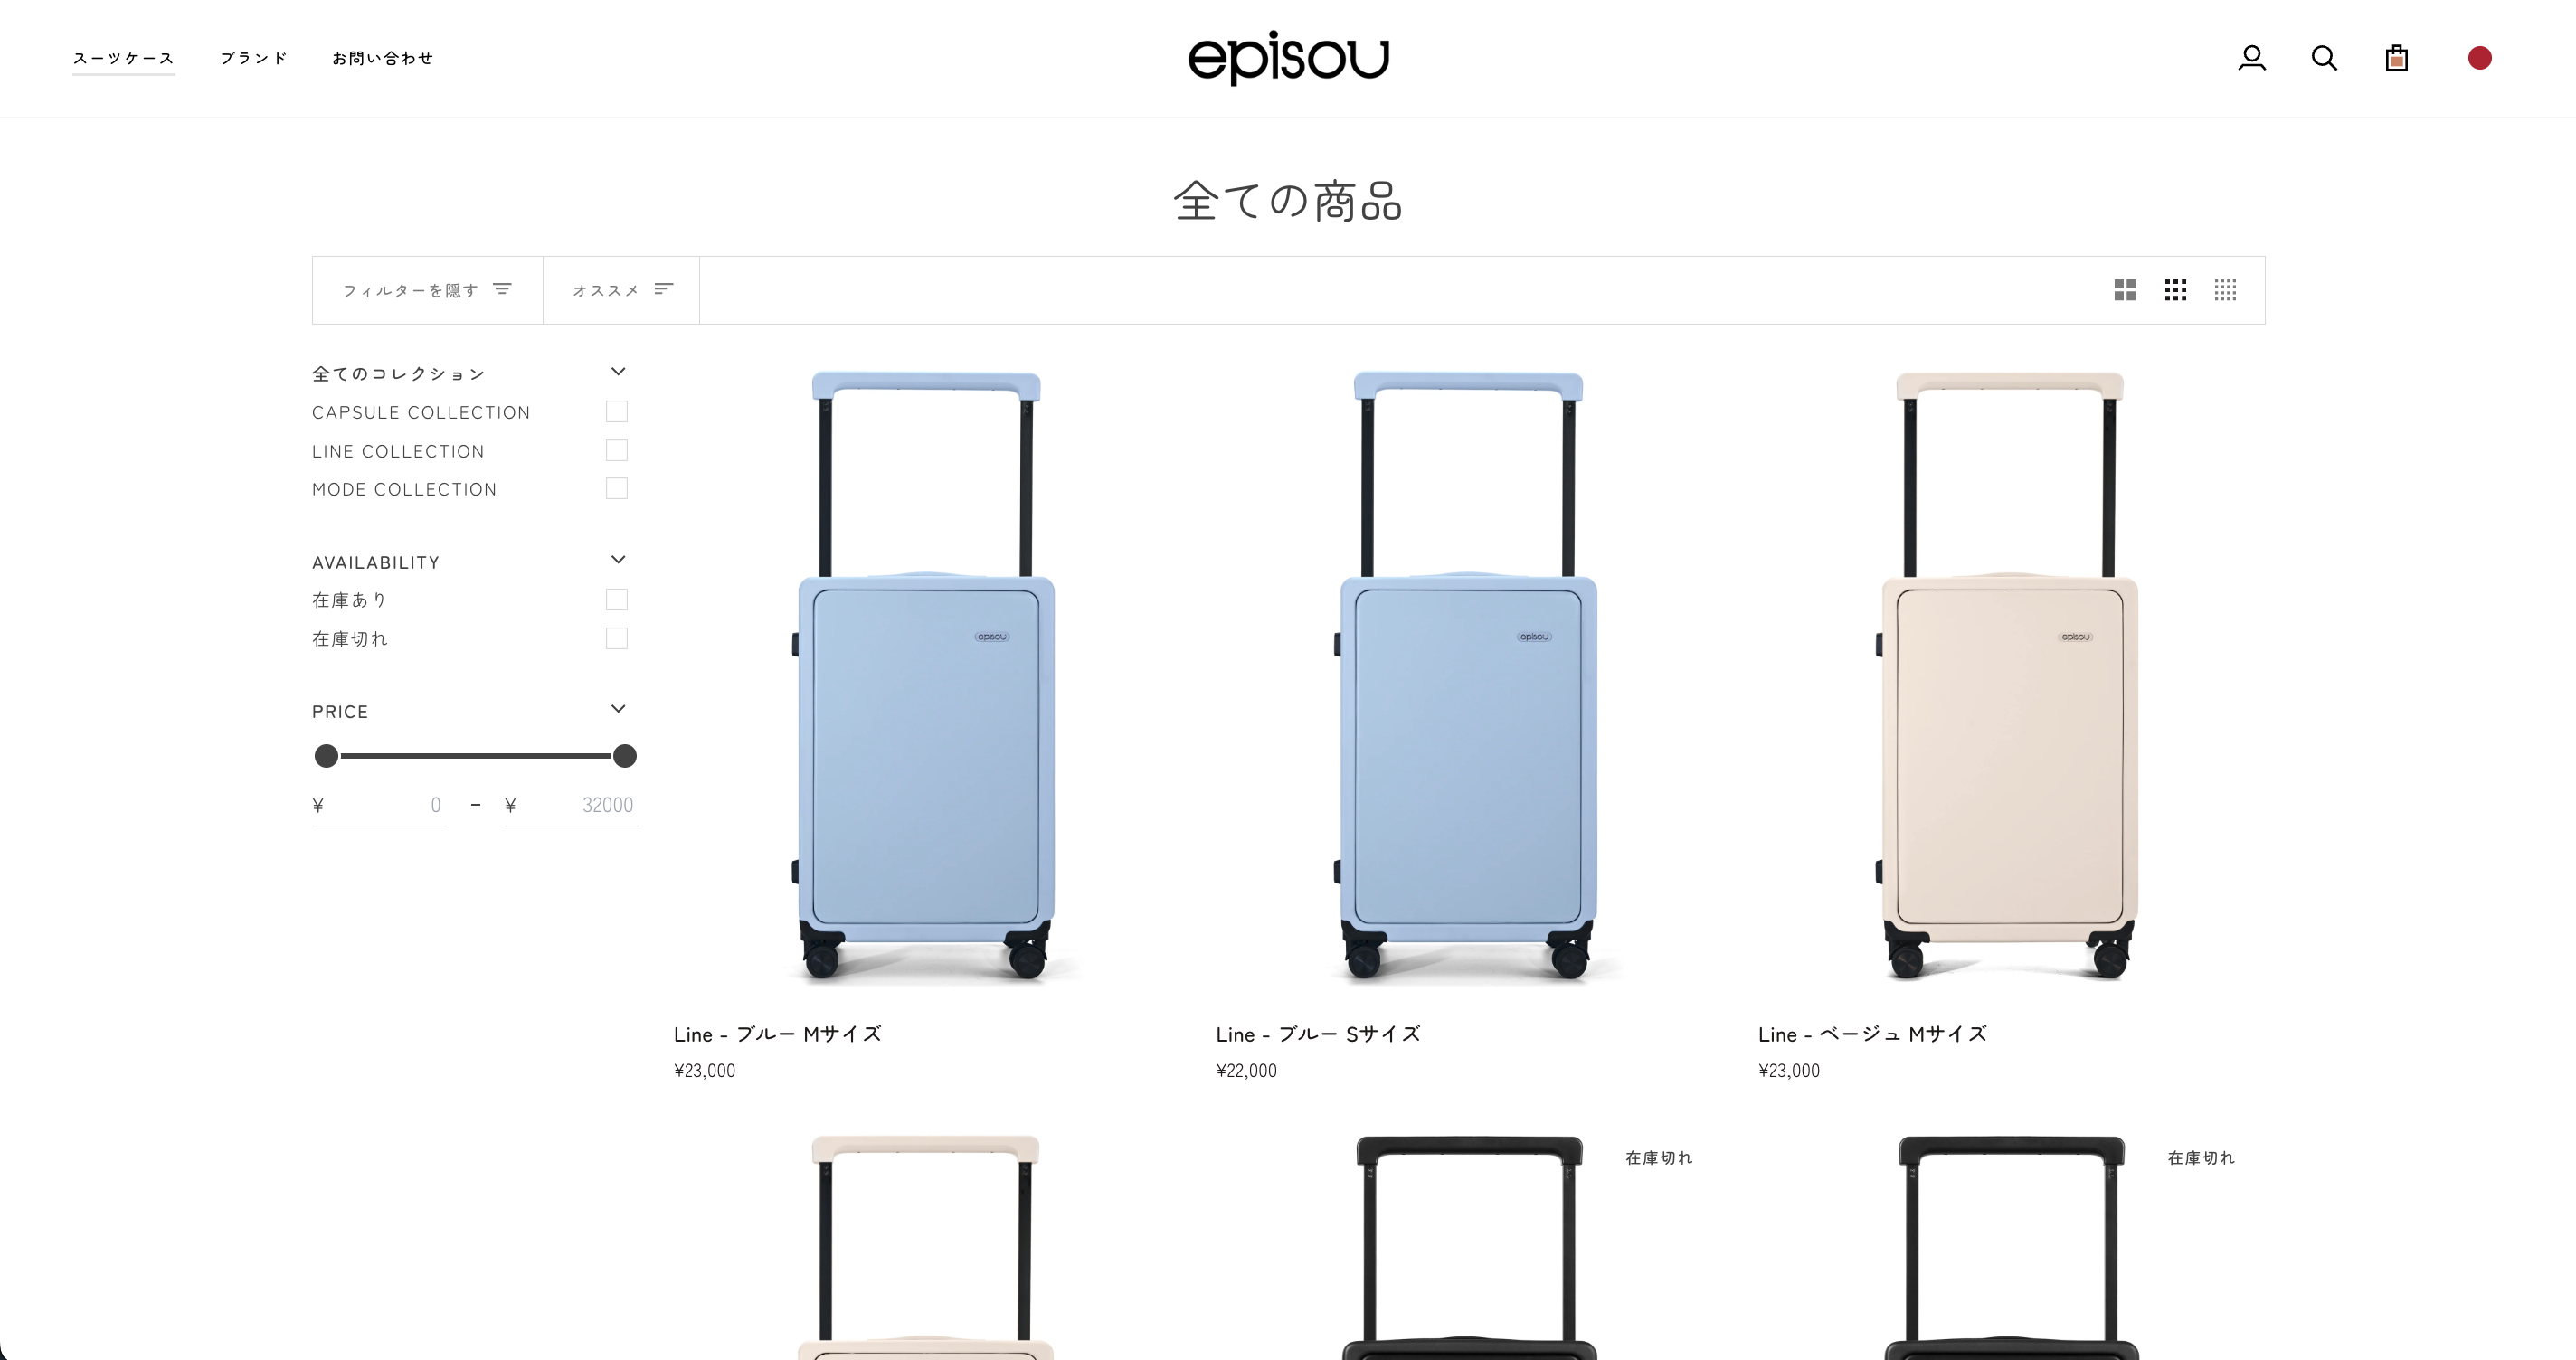 スーツケース
ブランド
お問い合わせ
episou
全ての商品
フィルターを隠す
オススメ
全てのコレクション
CAPSULE COLLECTION
LINE COLLECTION
MODE COLLECTION
AVAILABILITY
在庫あり
在庫切れ
PRICE
¥ 0 - ¥ 32000
episou
episou
episou
Line - ブルー Mサイズ
¥23,000
Line - ブルー Sサイズ
¥22,000
Line - ベージュ Mサイズ
¥23,000
在庫切れ
在庫切れ